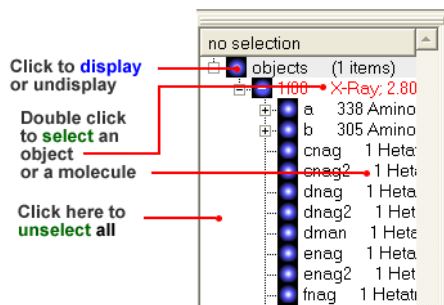 no selection
Click to display
or undisplay
objects (1 items)
1f88 X-Ray; 2.80
Double click
to select an
object
or a molecule
a 338 Amino
b 305 Amino
cnag 1 Hetat
cnag2 1 Het
dnag 1 Heta
dnag2 1 Het
Click here to
unselect all
dman 1 Heta
enag 1 Heta
enag2 1 Het
fnag 1 Hetat